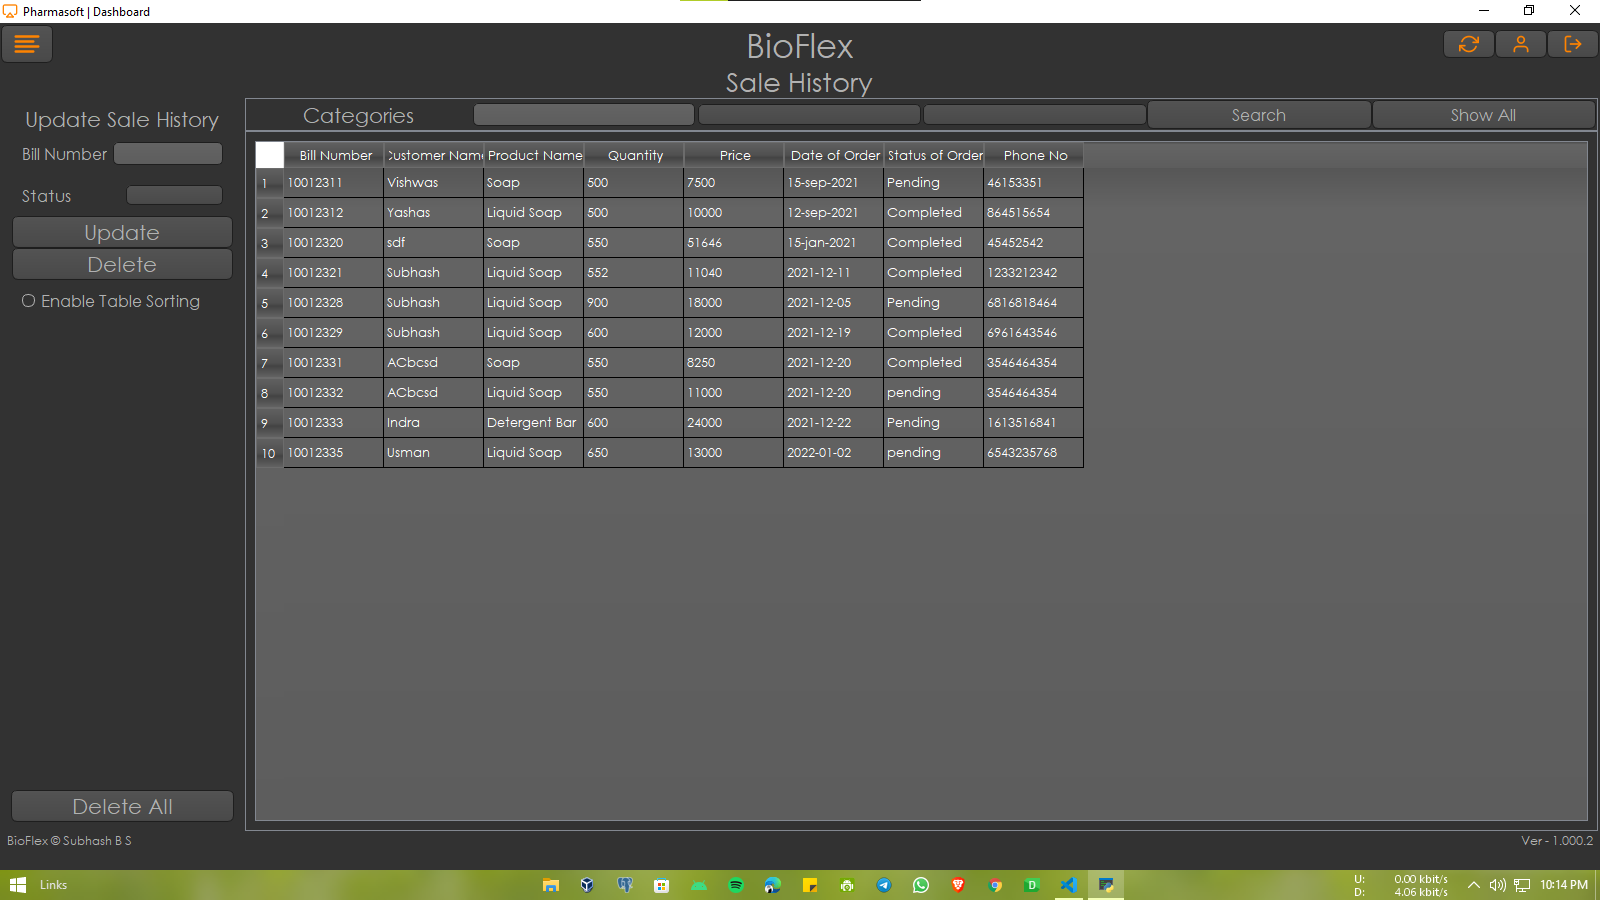 Pharmasoft | Dashboard
BioFlex
Sale History
Update Sale History
Bill Number
Status
Update
Delete
Enable Table Sorting
Categories
Search
Show All
Bill Number Customer Name Product Name Quantity Price Date of Order Status of Order Phone No
1 10012311 Vishwas Soap 500 7500 15-sep-2021 Pending 46153351
2 10012312 Yashas Liquid Soap 500 10000 12-sep-2021 Completed 864515654
3 10012320 sdf Soap 550 51646 15-jan-2021 Completed 45452542
4 10012321 Subhash Liquid Soap 552 11040 2021-12-11 Completed 1233212342
5 10012328 Subhash Liquid Soap 900 18000 2021-12-05 Pending 6816818464
6 10012329 Subhash Liquid Soap 600 12000 2021-12-19 Completed 6961643546
7 10012331 ACbcsd Soap 550 8250 2021-12-20 Completed 3546464354
8 10012332 ACbcsd Liquid Soap 550 11000 2021-12-20 pending 3546464354
9 10012333 Indra Detergent Bar 600 24000 2021-12-22 Pending 1613516841
10 10012335 Usman Liquid Soap 650 13000 2022-01-02 pending 6543235768
Delete All
BioFlex © Subhash B S
Ver - 1.000.2
Links
U: 0.00 kbit/s
D: 4.06 kbit/s
10:14 PM